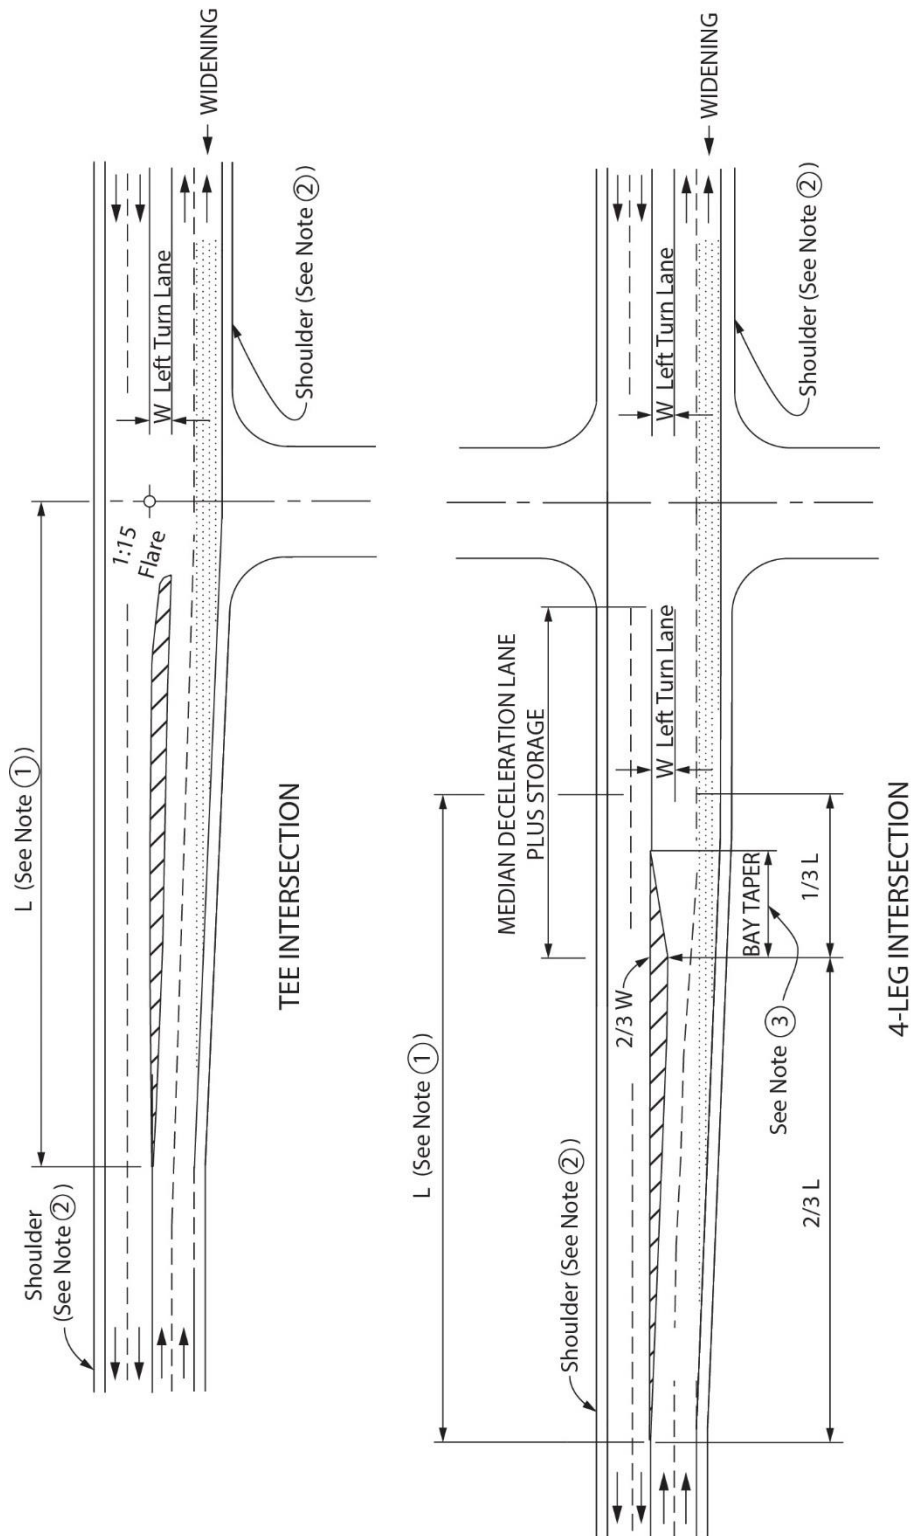 L (See Note ①))
WIDENING
1:15
Flare
W Left Turn Lane
Shoulder
(See Note ②))
Shoulder (See Note ②))
TEE INTERSECTION
L (See Note ①))
MEDIAN DECELERATION LANE
PLUS STORAGE
WIDENING
W Left Turn Lane
W Left Turn Lane
2/3 W
Shoulder (See Note ②))
Shoulder (See Note ②))
BAY TAPER
See Note ③
2/3 L
1/3 L
4-LEG INTERSECTION